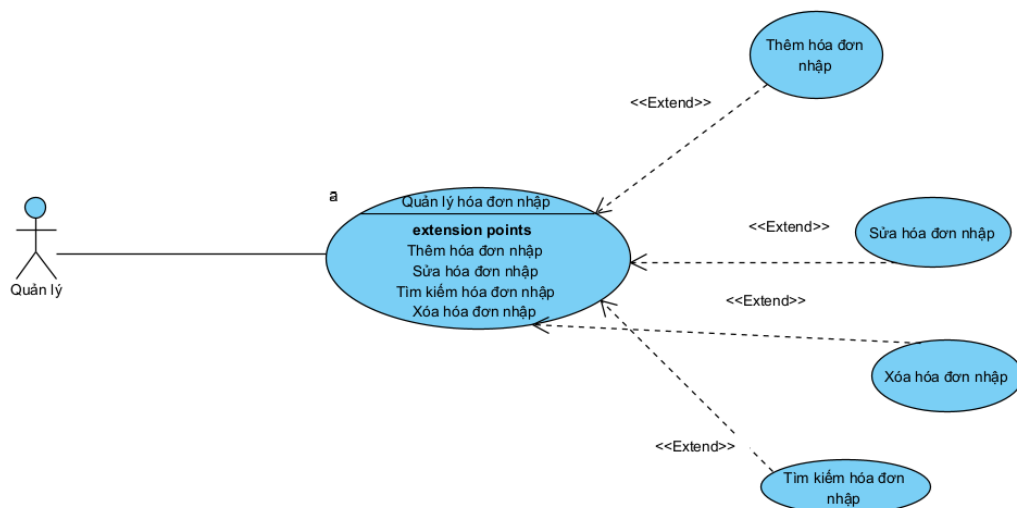 Thêm hóa đơn
nhập
<<Extend>>
a
Quản lý hóa đơn nhập
extension points
Thêm hóa đơn nhập
Sửa hóa đơn nhập
Tìm kiếm hóa đơn nhập
Xóa hóa đơn nhập
Quản lý
<<Extend>>
Sửa hóa đơn nhập
<<Extend>>
Xóa hóa đơn nhập
<<Extend>>
Tìm kiếm hóa đơn
nhập